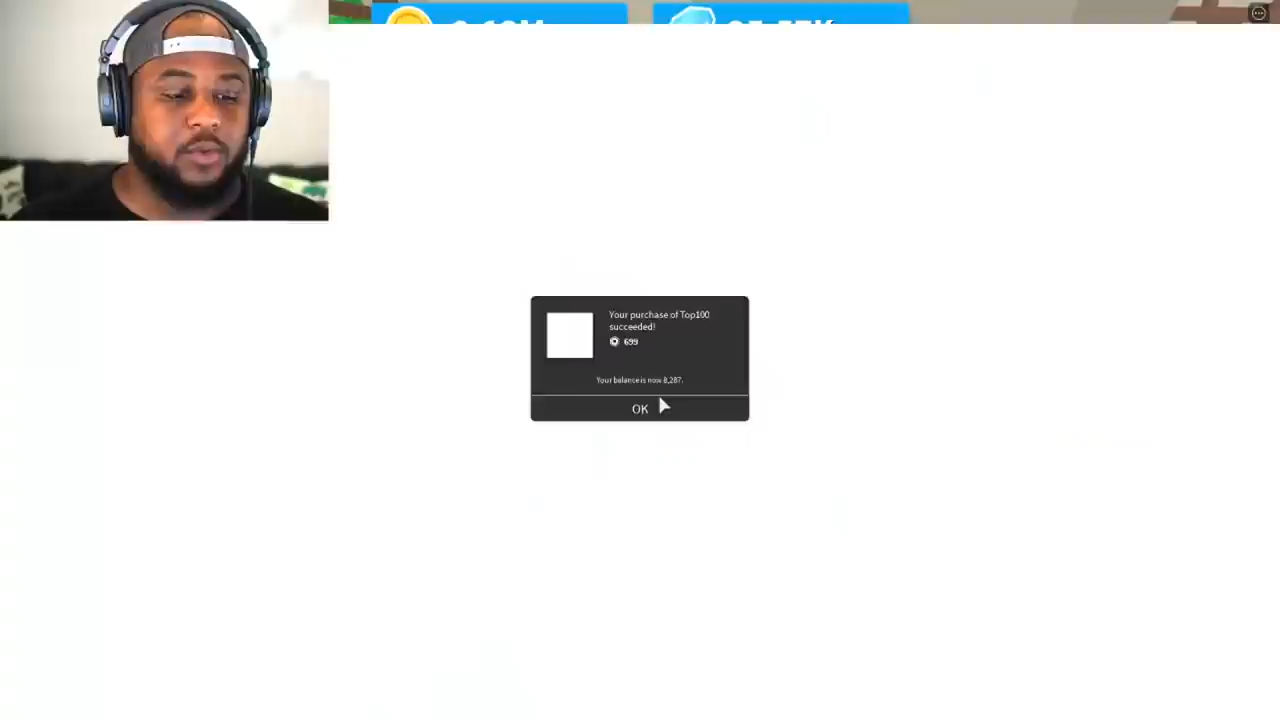 Your purchase of Top100
succeeded!
699
Your balance is now 8,287.
OK